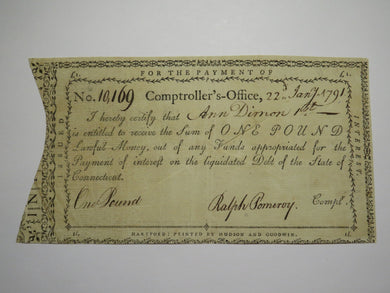 FOR THE PAYMENT OF
No. 10,169 Comptroller's-Office, 22d Jany. 1791
I hereby certify that Ann Dimon 1st
is entitled to receive the Sum of ONE POUND
Lawful Money, out of any Funds appropriated for the
Payment of interest on the liquidated Debt of the State of
Connecticut.
One Pound Ralph Pomeroy. Compt.
HARTFORD: PRINTED BY HUDSON AND GOODWIN.
INTEREST